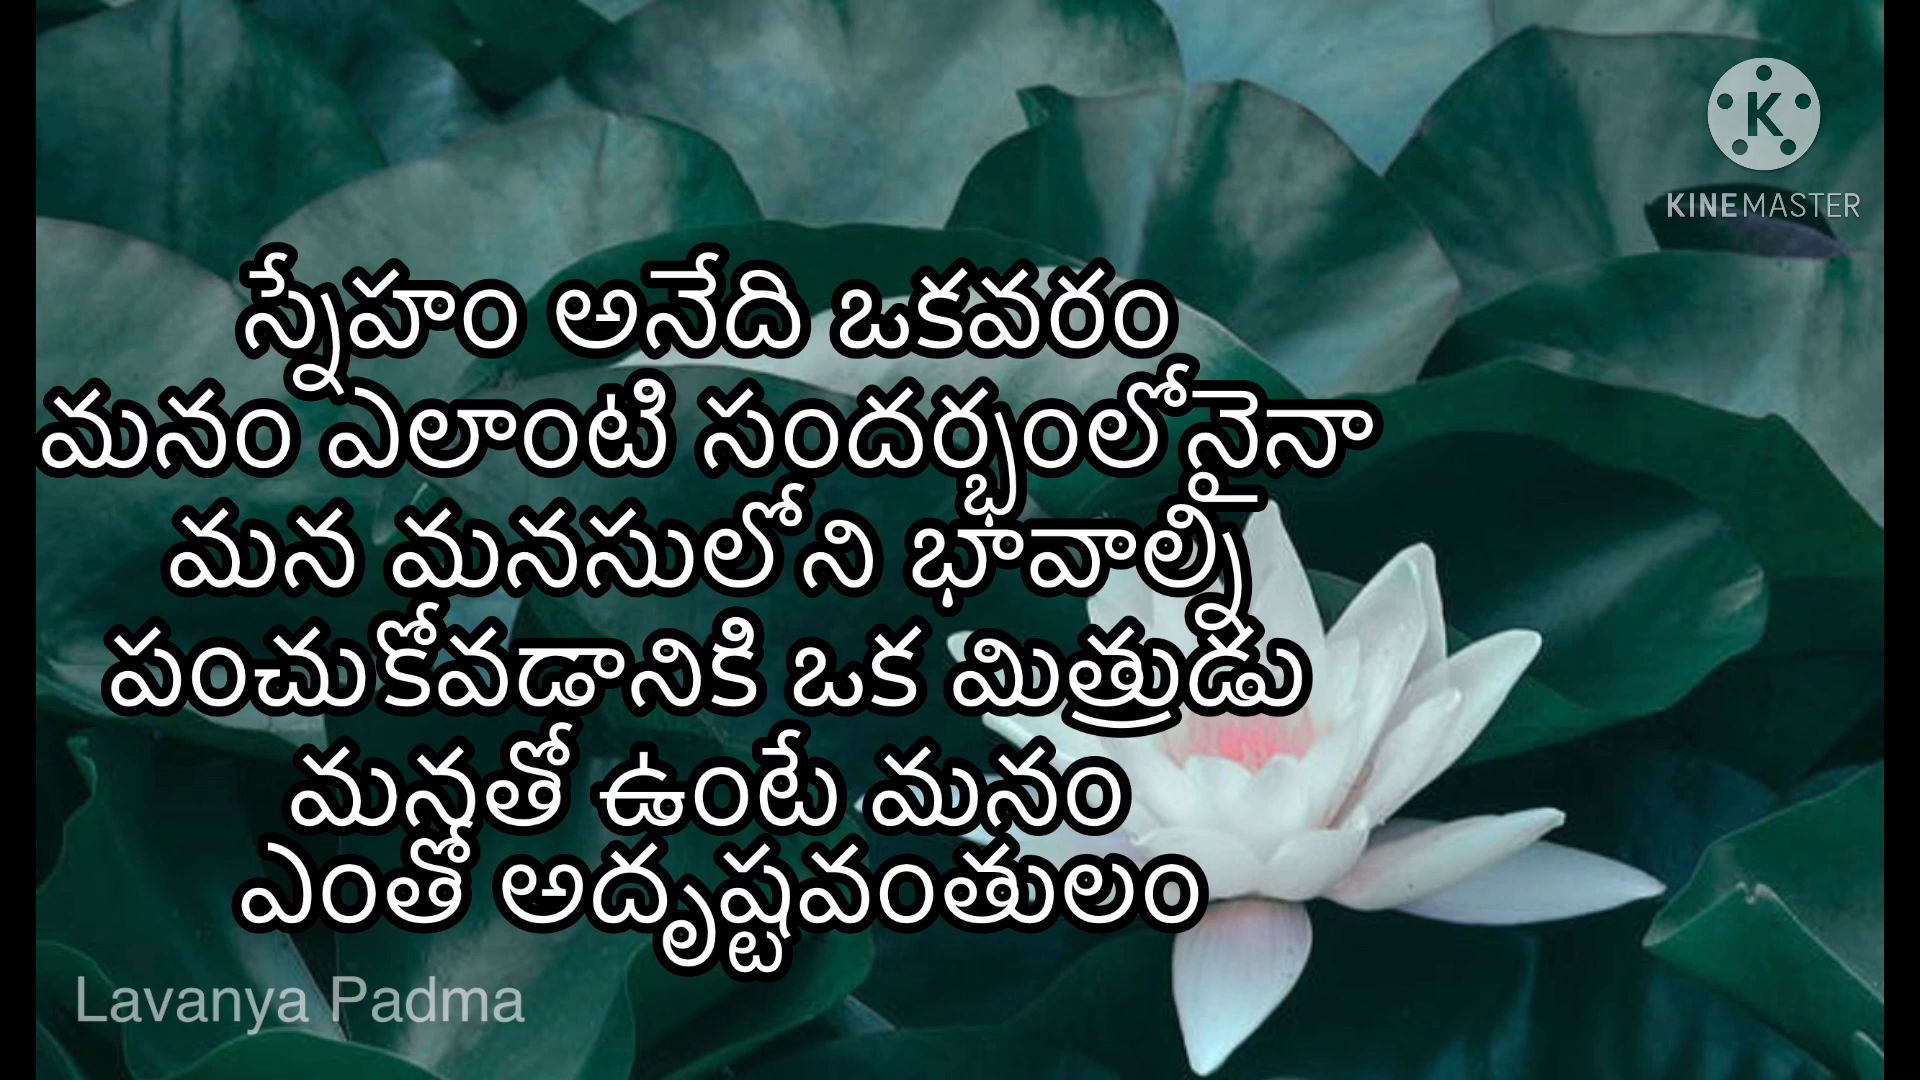 KINEMASTER
స్నేహం అనేది ఒకవరం
మనం ఎలాంటి సందర్భంలోనైనా
మన మనసులోని భావాల్ని
పంచుకోవడానికి ఒక మిత్రుడు
మనతో ఉంటే మనం
ఎంతో అదృష్టవంతులం
Lavanya Padma